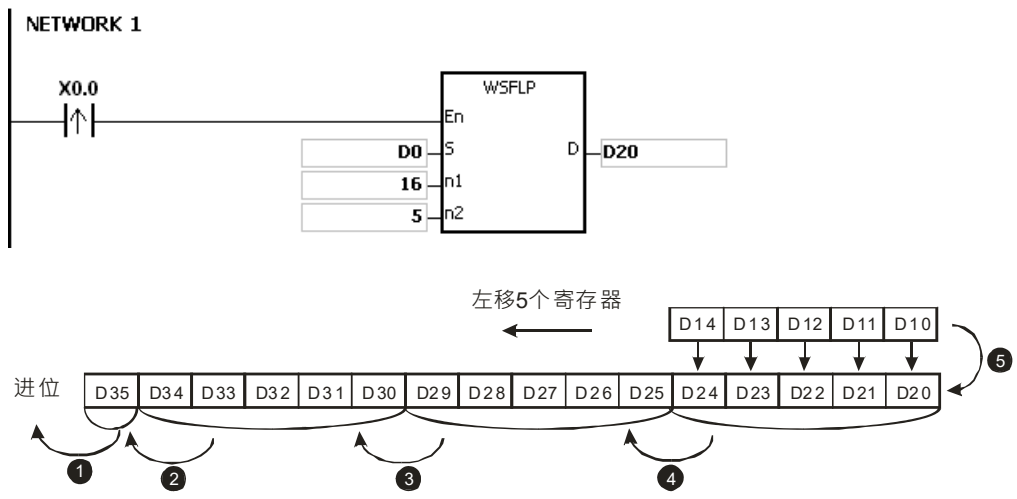 NETWORK 1
X0.0
WSFLP
En
D0 S D D20
16 n1
5 n2
左移5个寄存器
D14 D13 D12 D11 D10
5
进位 D35 D34 D33 D32 D31 D30 D29 D28 D27 D26 D25 D24 D23 D22 D21 D20
1 2 3 4